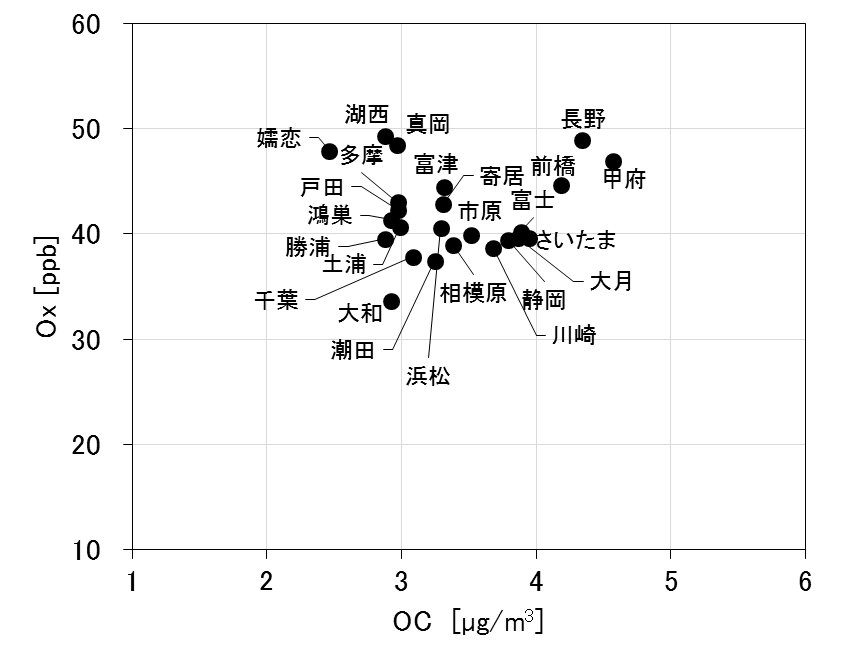 60
50
40
30
20
10
Ox [ppb]
湖西
真岡
長野
嬬恋
多摩
富津
前橋
甲府
戸田
寄居
富士
鴻巣
市原
勝浦
さいたま
土浦
大月
千葉
相模原
静岡
大和
川崎
潮田
浜松
1
2
3
4
5
6
OC [μg/m³]